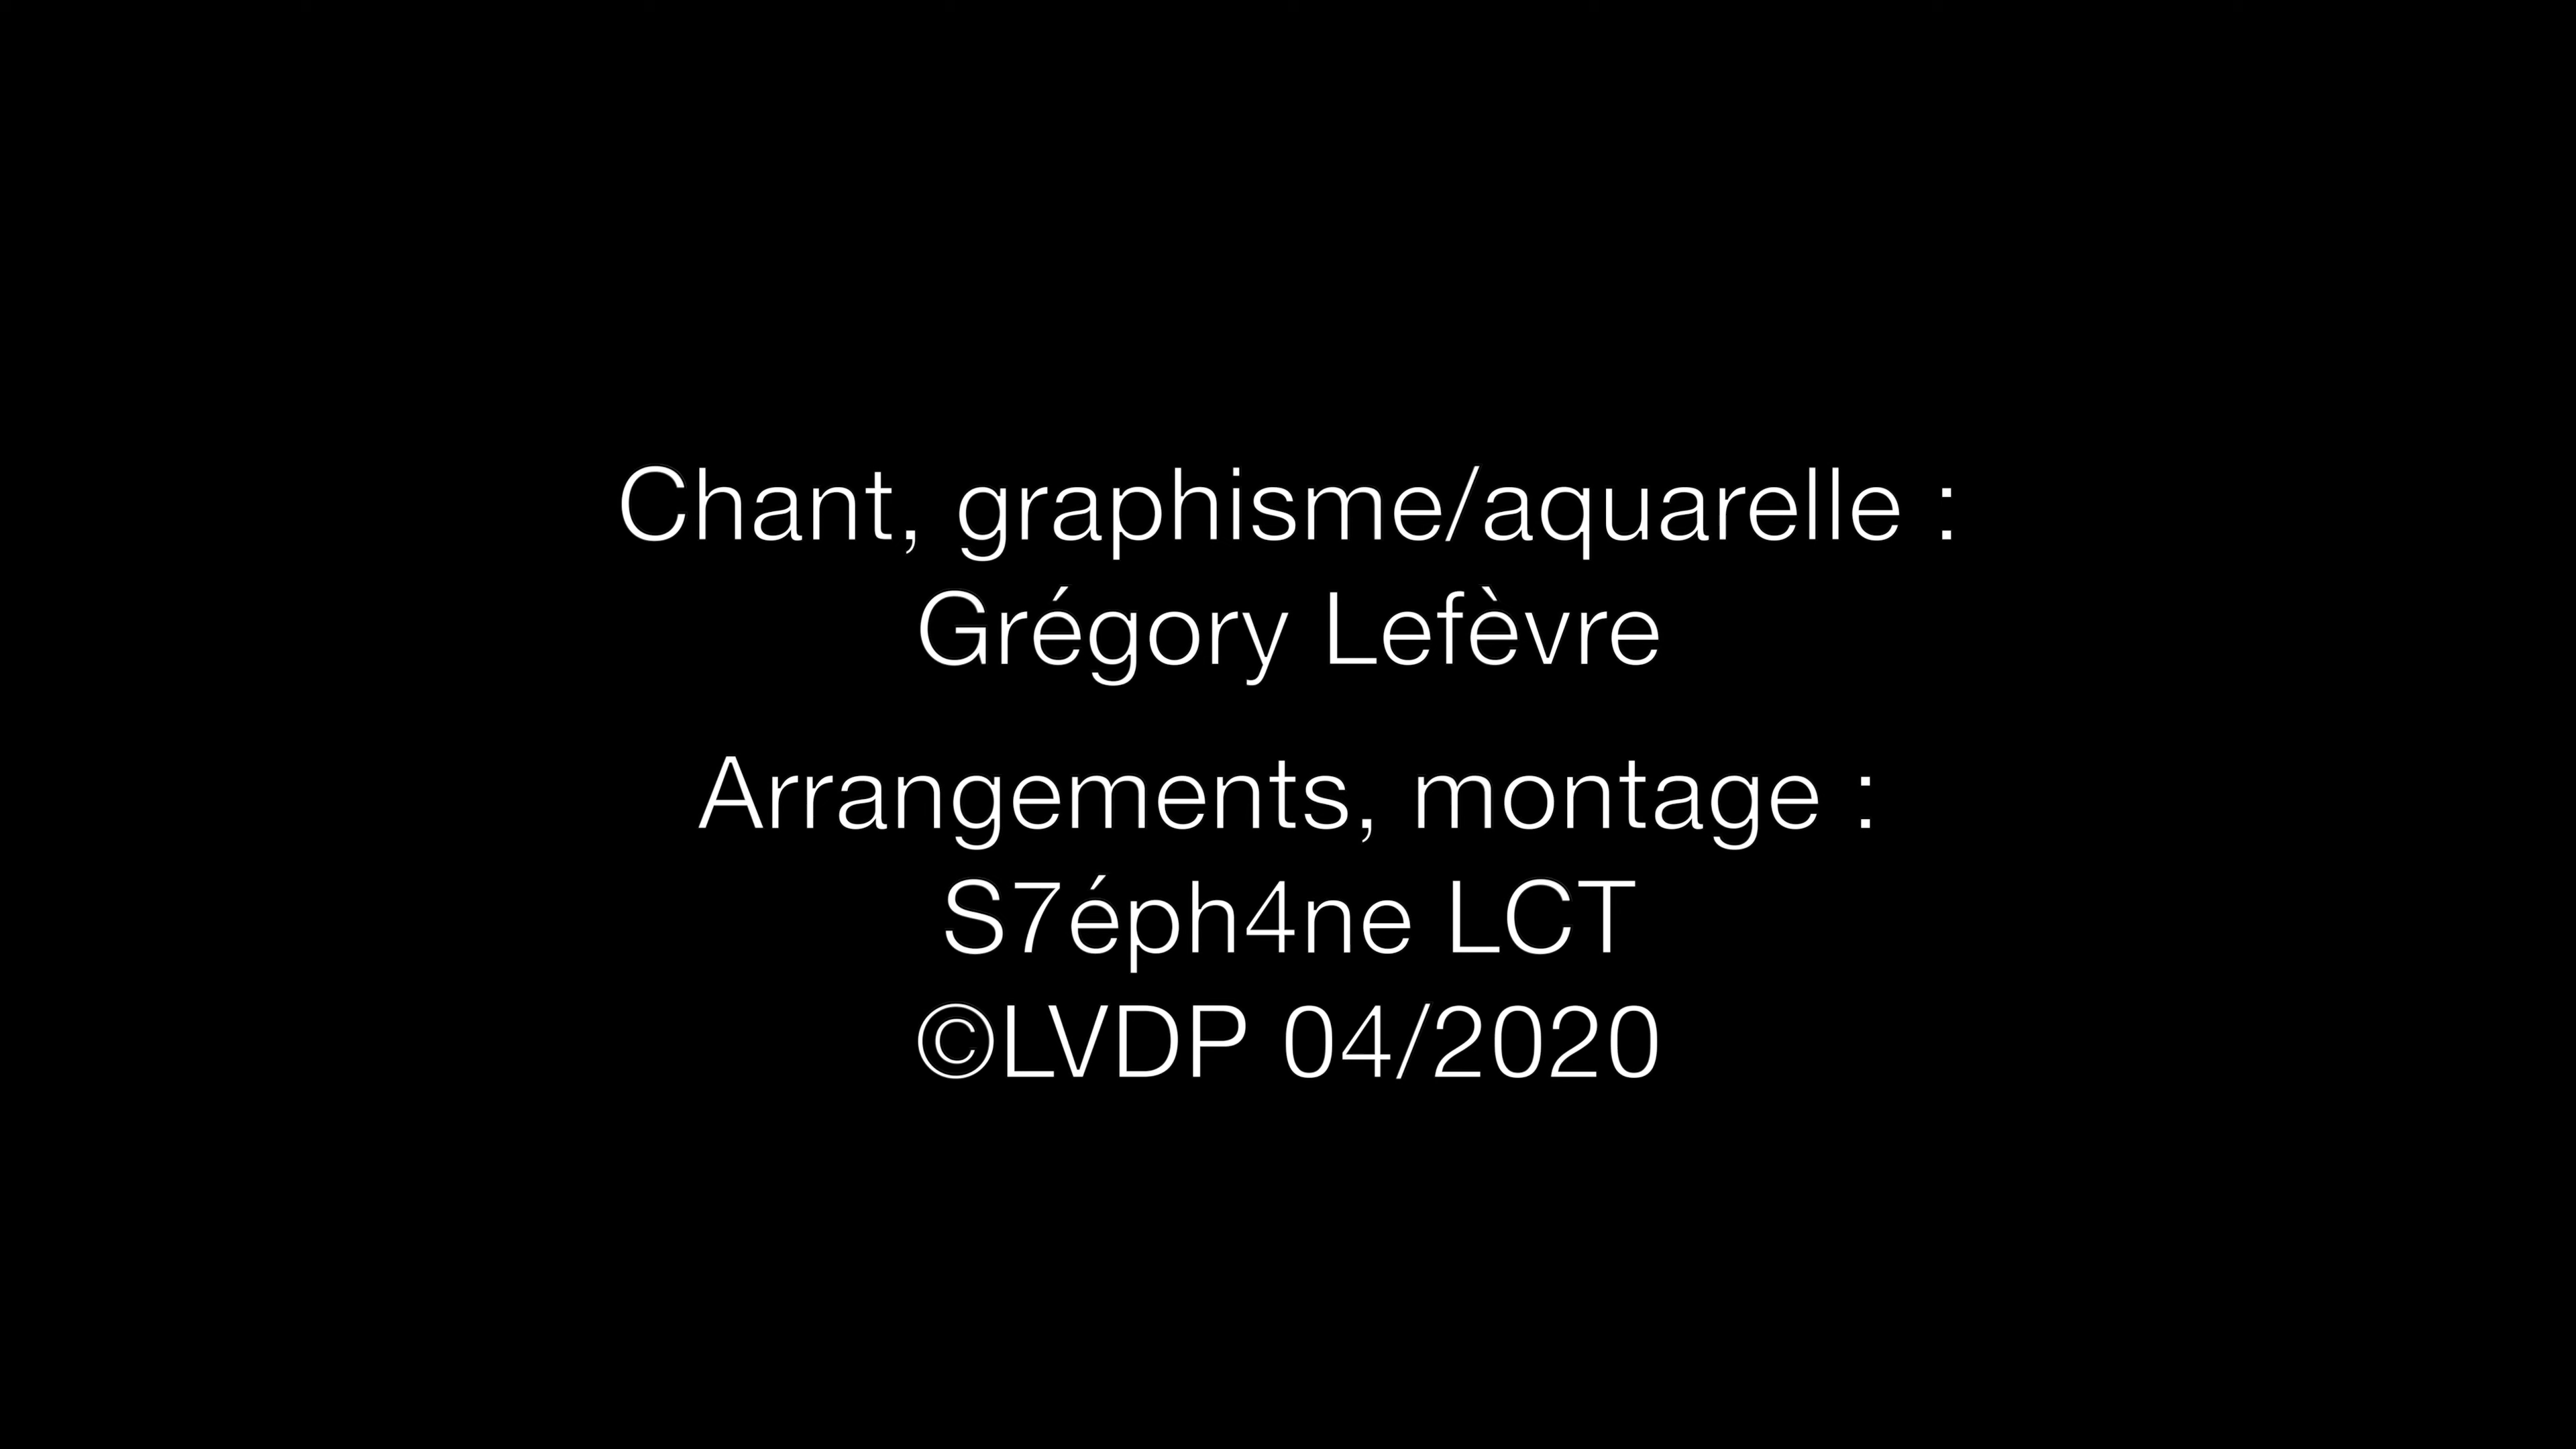 Chant, graphisme/aquarelle :
Grégory Lefèvre
Arrangements, montage :
S7éph4ne LCT
©LVDP 04/2020